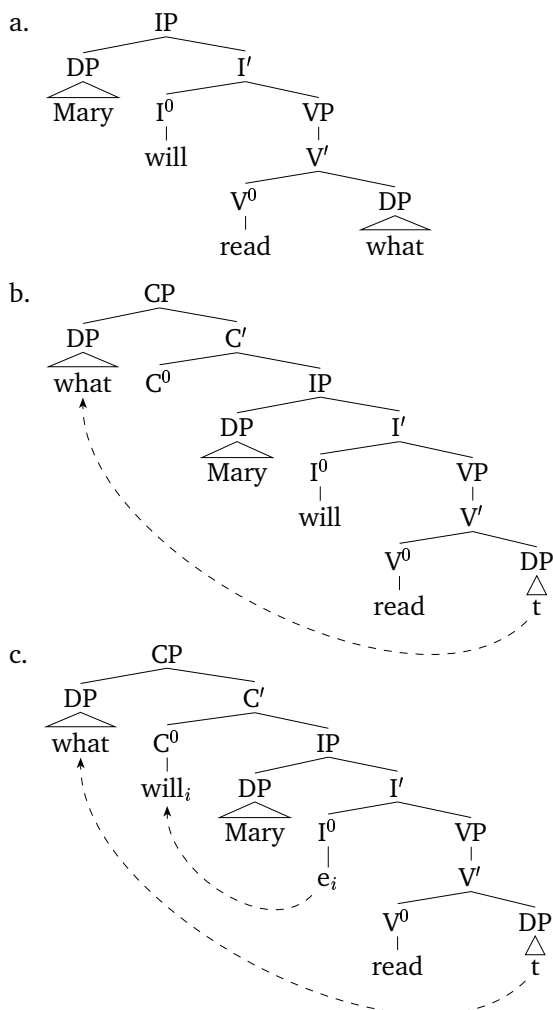 a. IP
DP I′
Mary I⁰ VP
will V′
V⁰ DP
read what
b. CP
DP C′
what C⁰ IP
DP I′
Mary I⁰ VP
will V′
V⁰ DP
read t
c. CP
DP C′
what C⁰ IP
willᵢ DP I′
Mary I⁰ VP
eᵢ V′
V⁰ DP
read t